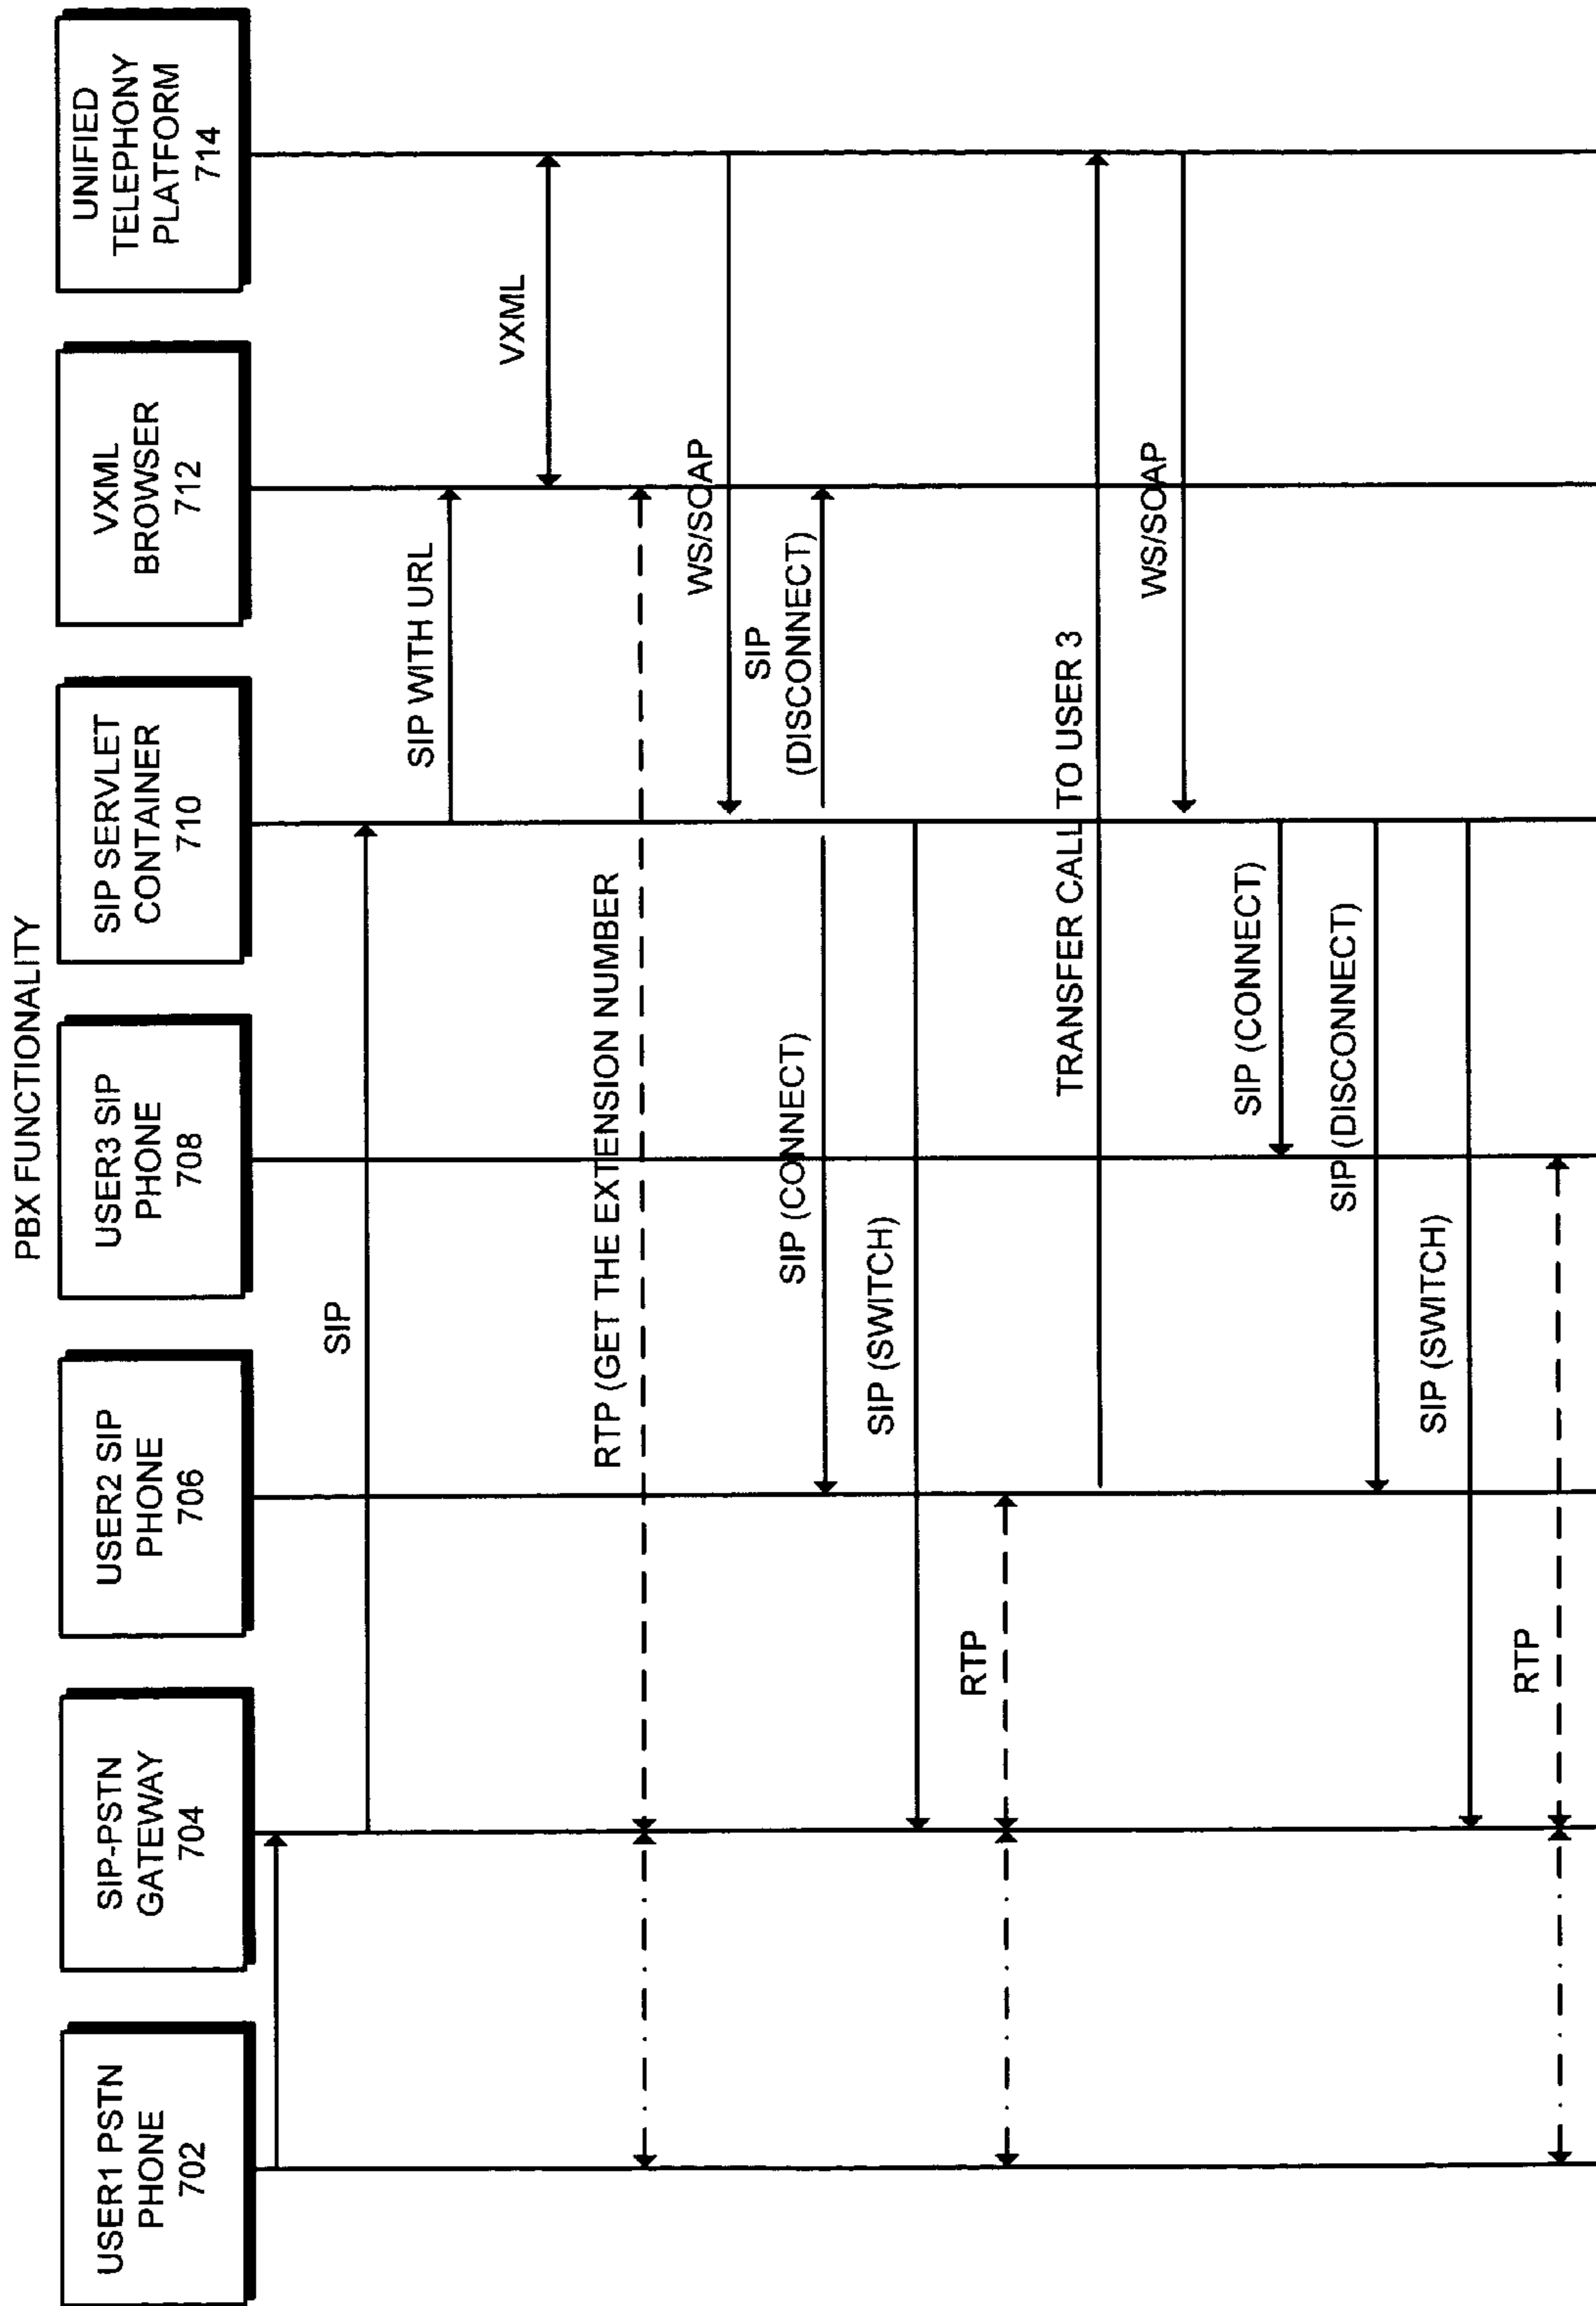 PBX FUNCTIONALITY
USER1 PSTN
PHONE
702
SIP-PSTN
GATEWAY
704
USER2 SIP
PHONE
706
USER3 SIP
PHONE
708
SIP SERVLET
CONTAINER
710
VXML
BROWSER
712
UNIFIED
TELEPHONY
PLATFORM
714
SIP
SIP WITH URL
VXML
RTP (GET THE EXTENSION NUMBER
WS/SOAP
SIP (CONNECT)
SIP
(DISCONNECT)
SIP (SWITCH)
RTP
TRANSFER CALL TO USER 3
WS/SOAP
SIP (CONNECT)
SIP (DISCONNECT)
SIP (SWITCH)
RTP